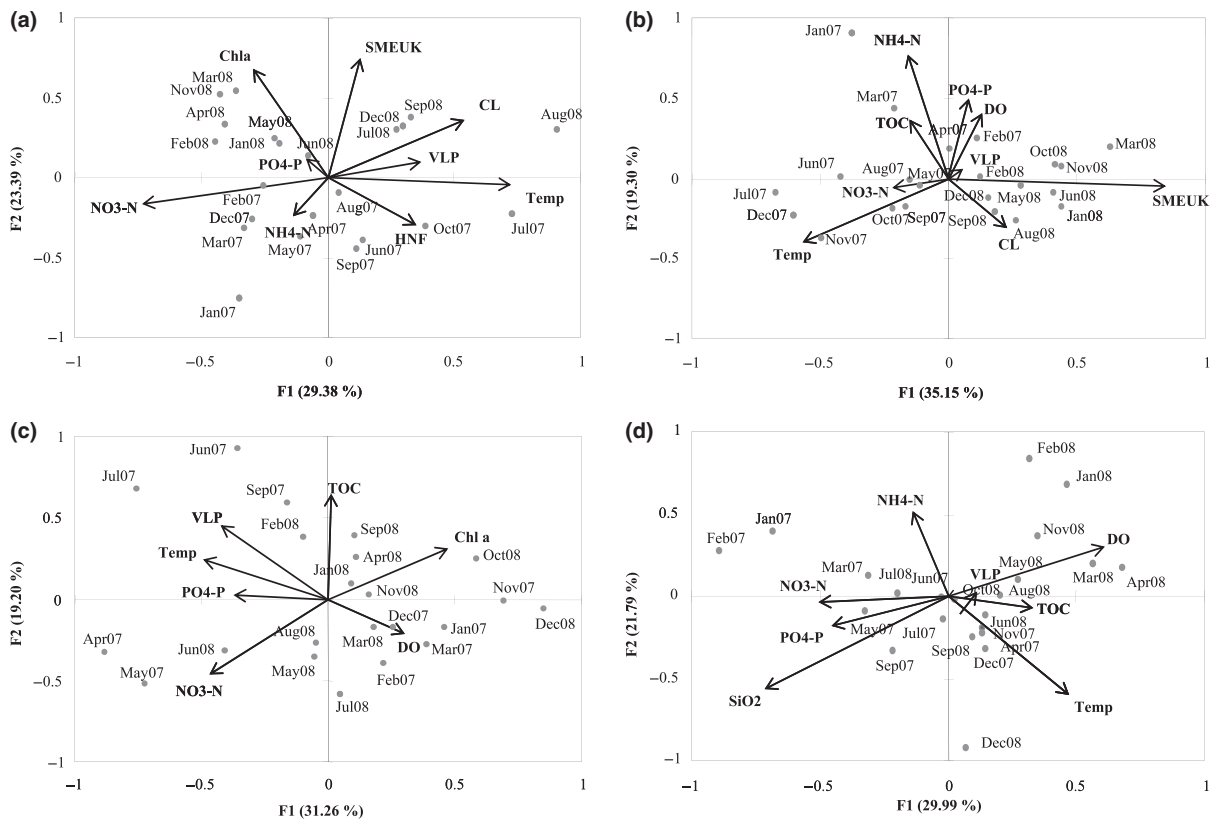 (a)
1
0.5
0
−0.5
−1
−1
−0.5
0
0.5
1
F2 (23.39 %)
F1 (29.38 %)
Chla
SMEUK
Mar08
Nov08
Apr08
Feb08
Jan08
May08
Jun08
Dec08
Sep08
Jul08
CL
Aug08
PO4-P
VLP
NO3-N
Temp
Feb07
Dec07
Mar07
NH4-N
Apr07
May07
Aug07
HNF
Oct07
Jul07
Jun07
Sep07
Jan07
(b)
1
0.5
0
−0.5
−1
−1
−0.5
0
0.5
1
F2 (19.30 %)
F1 (35.15 %)
Jan07
NH4-N
PO4-P
Mar07
DO
TOC
Apr07
Feb07
Mar08
Oct08
Nov08
Jun07
Aug07
VLP
May07
Feb08
NO3-N
Jul07
Dec07
Oct07
Sep07
Dec08
May08
Jun08
SMEUK
Sep08
Jan08
Aug08
Nov07
CL
Temp
(c)
1
0.5
0
−0.5
−1
−1
−0.5
0
0.5
1
F2 (19.20 %)
F1 (31.26 %)
Jun07
Jul07
Sep07
TOC
VLP
Feb08
Sep08
Chl a
Temp
Apr08
Oct08
Jan08
PO4-P
Nov08
Nov07
Dec07
Dec08
Aug08
Mar08
Jan07
DO
Mar07
Apr07
Jun08
May08
Feb07
May07
NO3-N
Jul08
(d)
1
0.5
0
−0.5
−1
−1
−0.5
0
0.5
1
F2 (21.79 %)
F1 (29.99 %)
Feb08
Jan08
NH4-N
Jan07
Feb07
Nov08
DO
Mar07
Jul08
Jun07
VLP
May08
Mar08
Apr08
Oct08
Aug08
NO3-N
TOC
PO4-P
May07
Jul07
Jun08
Nov07
Sep07
Sep08
Apr07
Dec07
SiO2
Temp
Dec08